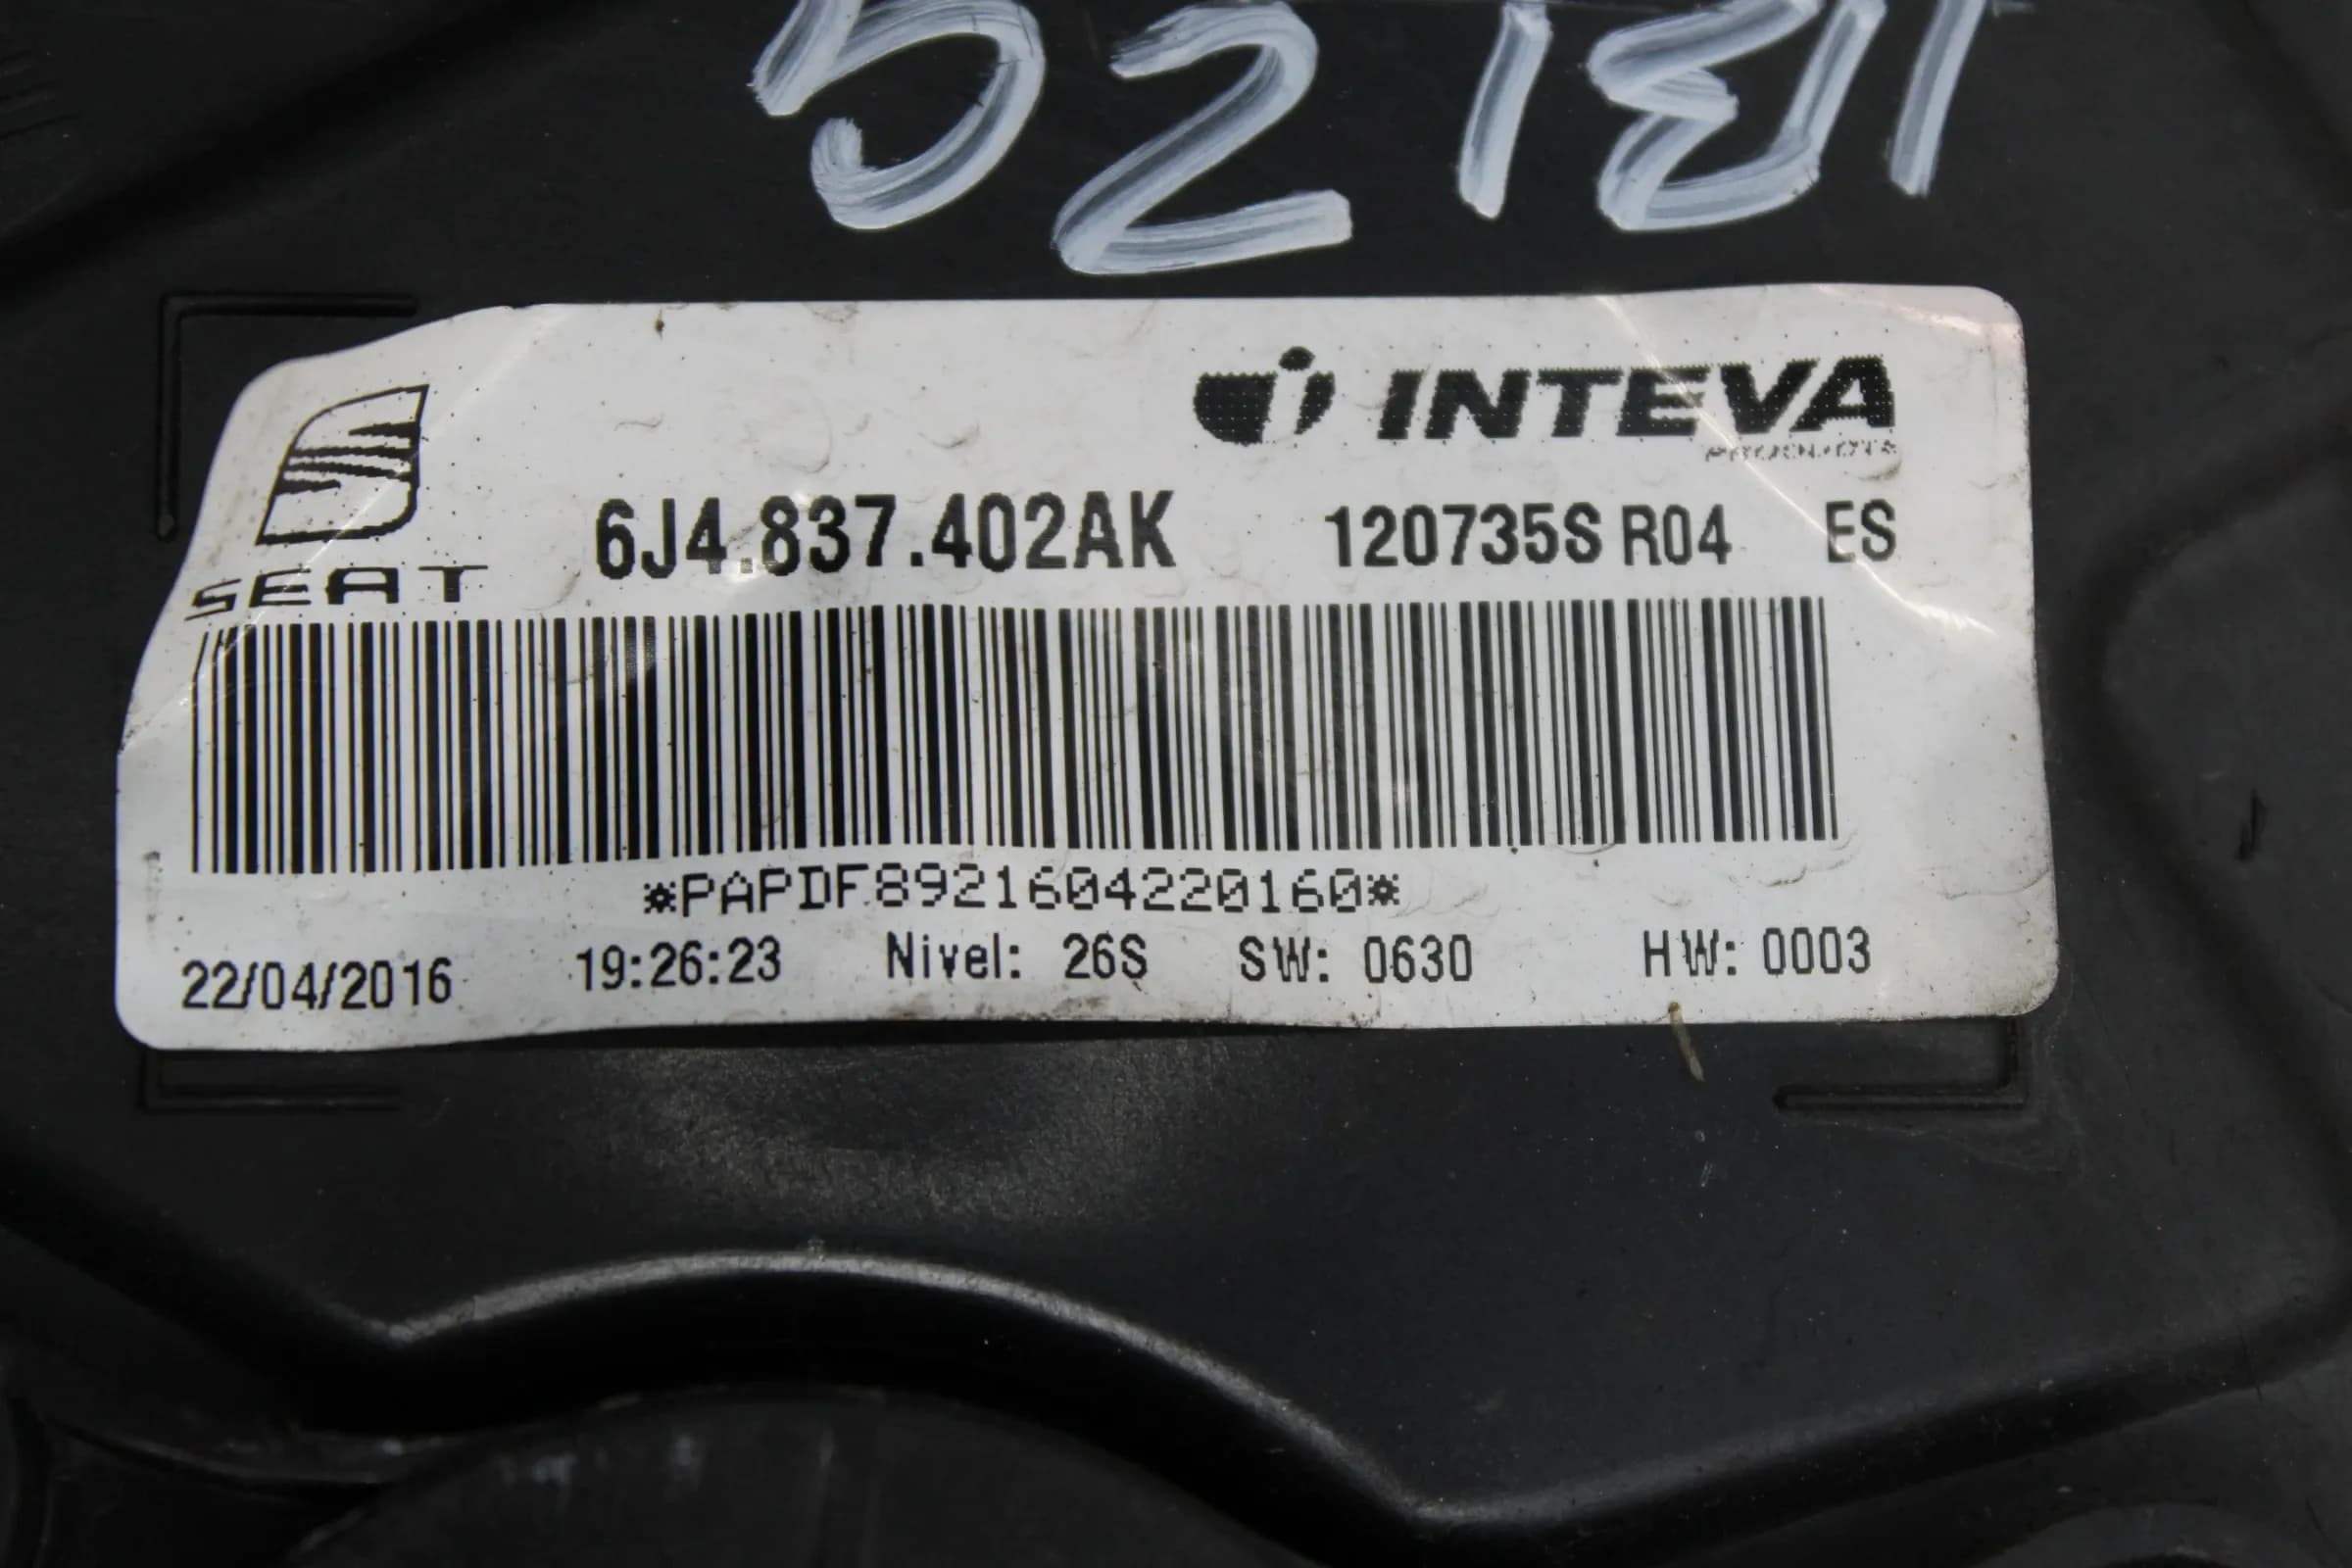 INTEVA
PRODUCTS
SEAT
6J4.837.402AK 120735S R04 ES
*PAPDF8921604220160*
22/04/2016 19:26:23 Nivel: 26S SW: 0630 HW: 0003